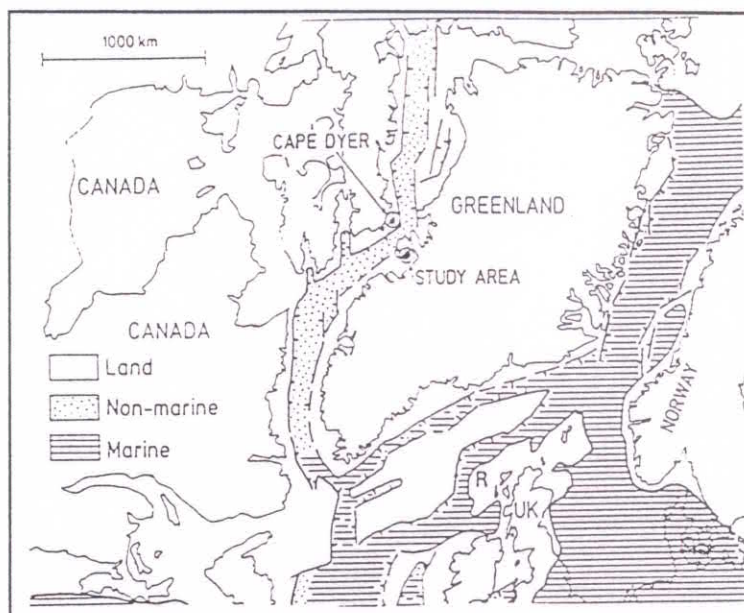 1000 km
CAPE DYER
CANADA
GREENLAND
STUDY AREA
CANADA
Land
Non-marine
Marine
NORWAY
R
UK